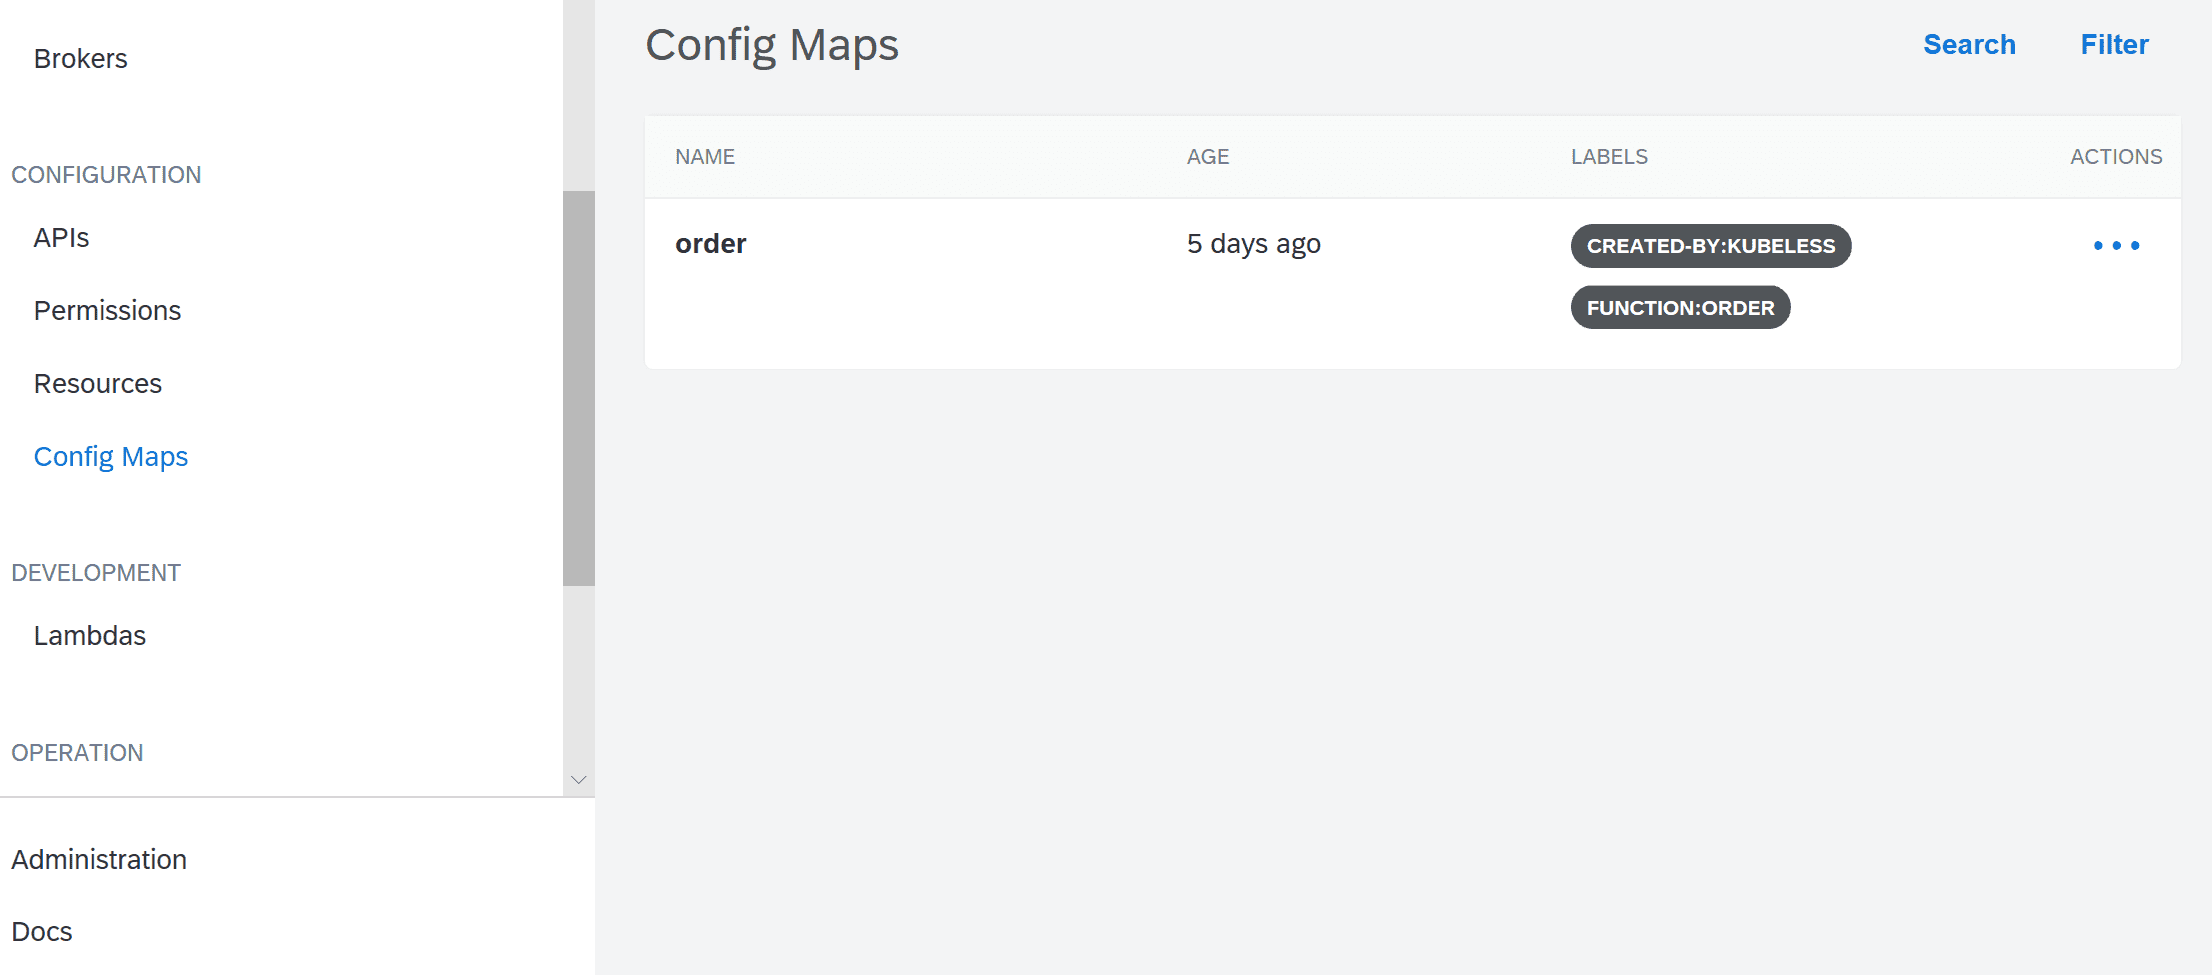 Brokers
CONFIGURATION
APIs
Permissions
Resources
Config Maps
DEVELOPMENT
Lambdas
OPERATION
Administration
Docs
Config Maps
Search Filter
NAME AGE LABELS ACTIONS
order 5 days ago CREATED-BY:KUBELESS
FUNCTION:ORDER